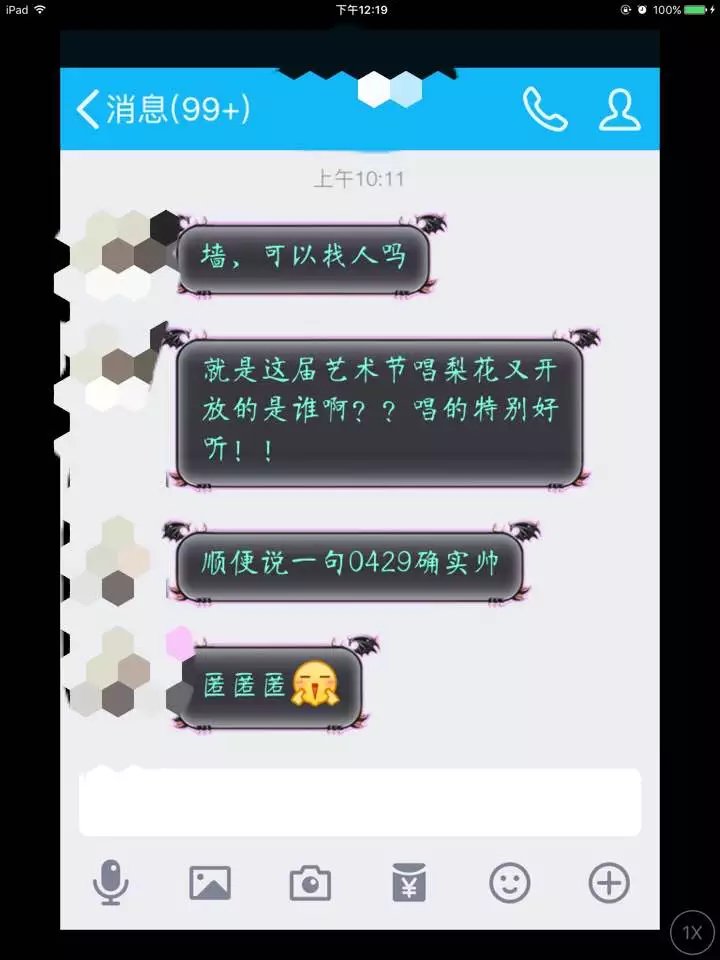 iPad
下午12:19
100%
消息(99+)
上午10:11
墙，可以找人吗
就是这届艺术节唱梨花又开
放的是谁啊？？唱的特别好
听！！
顺便说一句0429确实帅
匿匿匿
¥
1X